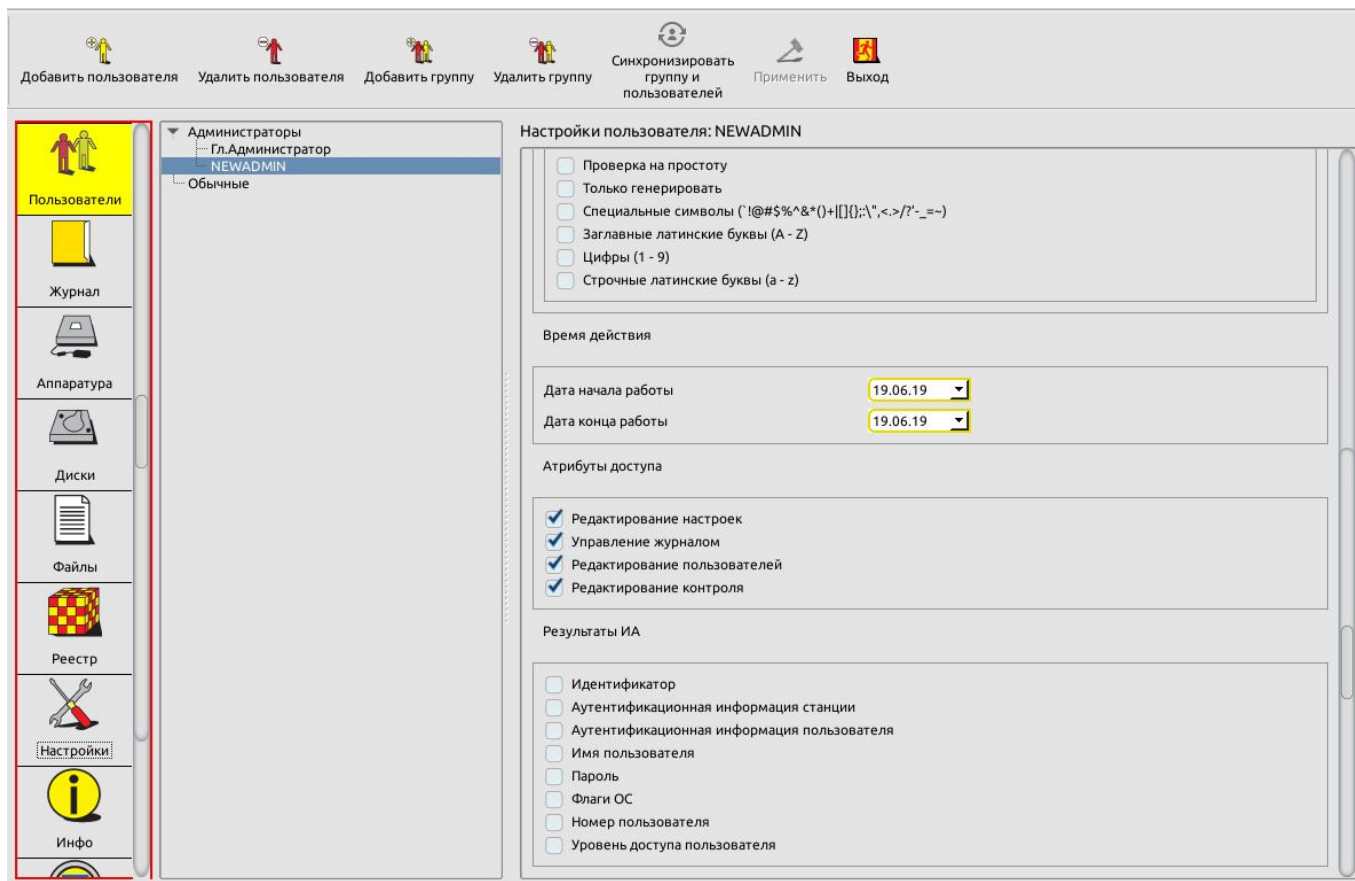 Добавить пользователя
Удалить пользователя
Добавить группу
Удалить группу
Синхронизировать
группу и
пользователей
Применить
Выход
Пользователи
Журнал
Аппаратура
Диски
Файлы
Реестр
Настройки
Инфо
Администраторы
Гл.Администратор
NEWADMIN
Обычные
Настройки пользователя: NEWADMIN
Проверка на простоту
Только генерировать
Специальные символы (`!@#$%^&*()+|[]{};:\",<.>/?'-_=~)
Заглавные латинские буквы (A - Z)
Цифры (1 - 9)
Строчные латинские буквы (a - z)
Время действия
Дата начала работы 19.06.19
Дата конца работы 19.06.19
Атрибуты доступа
Редактирование настроек
Управление журналом
Редактирование пользователей
Редактирование контроля
Результаты ИА
Идентификатор
Аутентификационная информация станции
Аутентификационная информация пользователя
Имя пользователя
Пароль
Флаги ОС
Номер пользователя
Уровень доступа пользователя